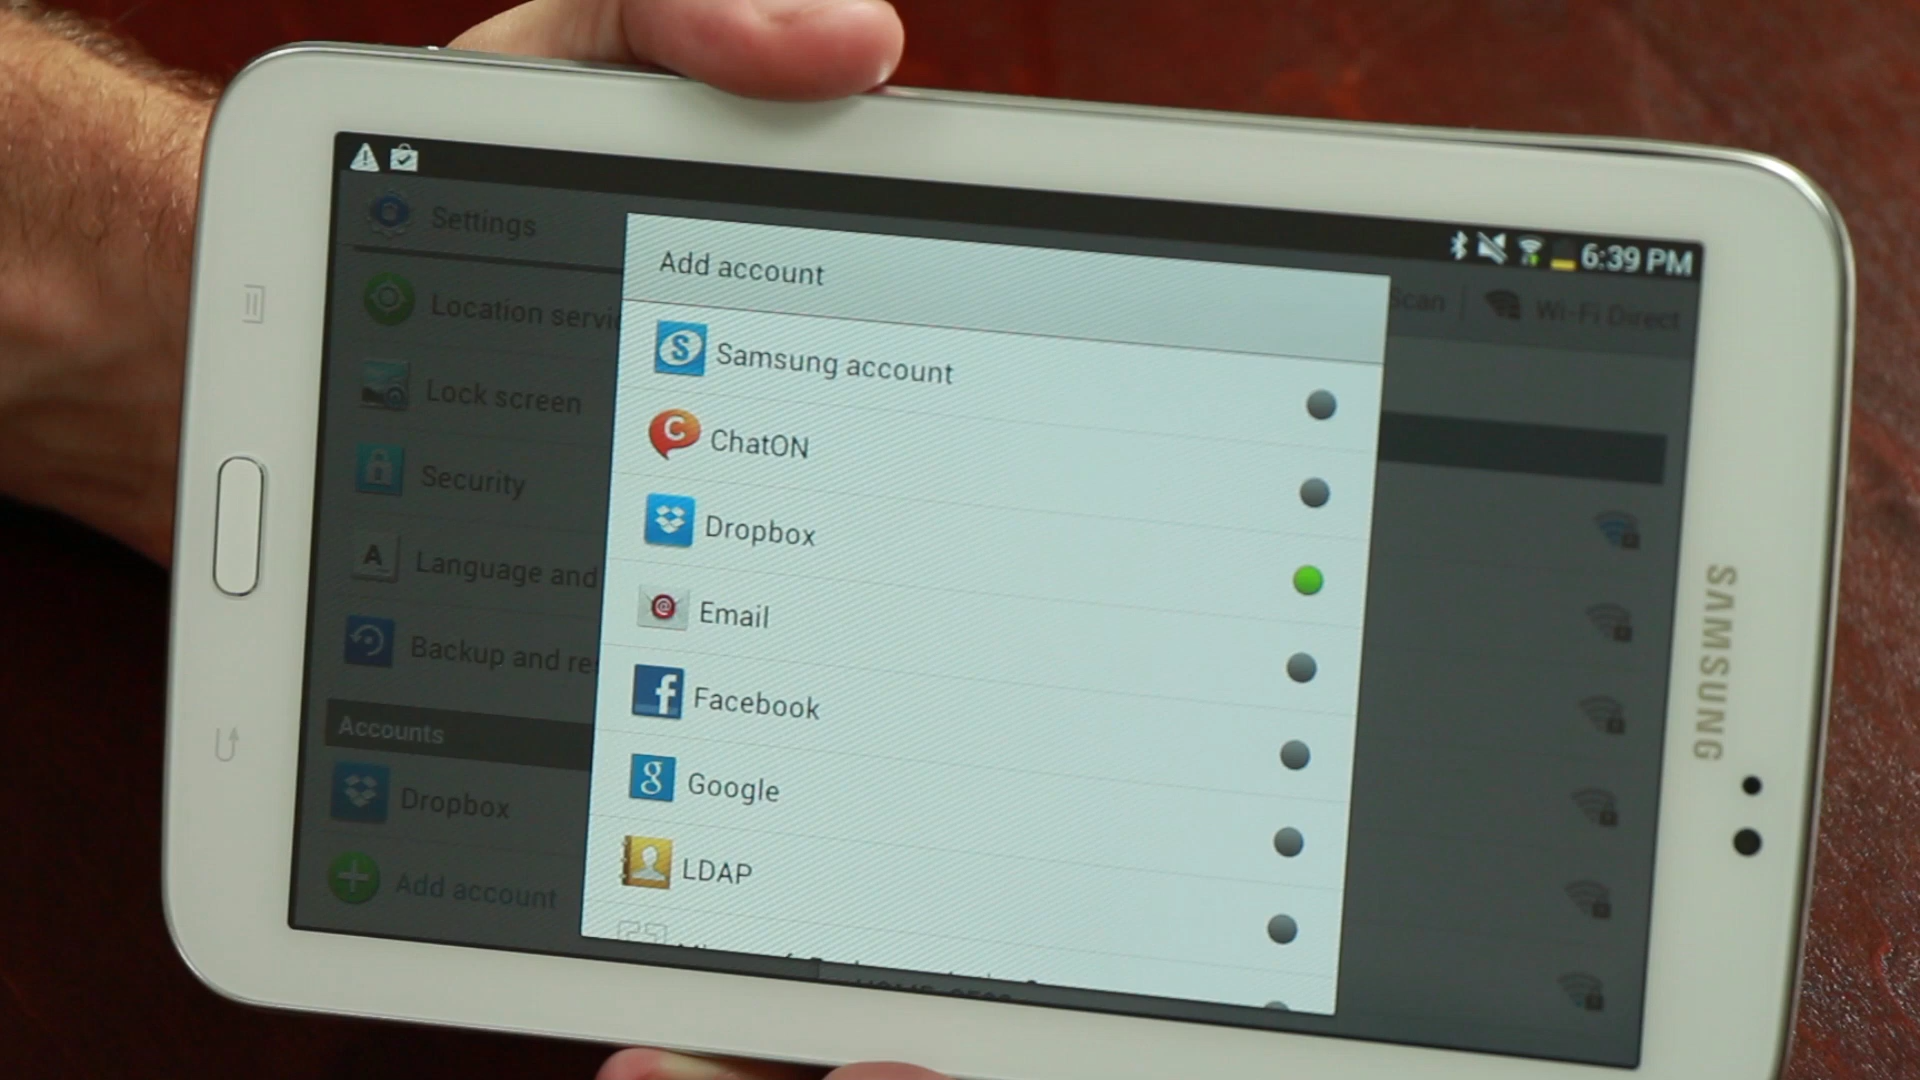 6:39 PM
Settings
Add account
Scan
Wi-Fi Direct
Location servi
Samsung account
Lock screen
ChatON
Security
Dropbox
Language and
Email
Backup and re
Facebook
Accounts
Google
Dropbox
LDAP
Add account
SAMSUNG